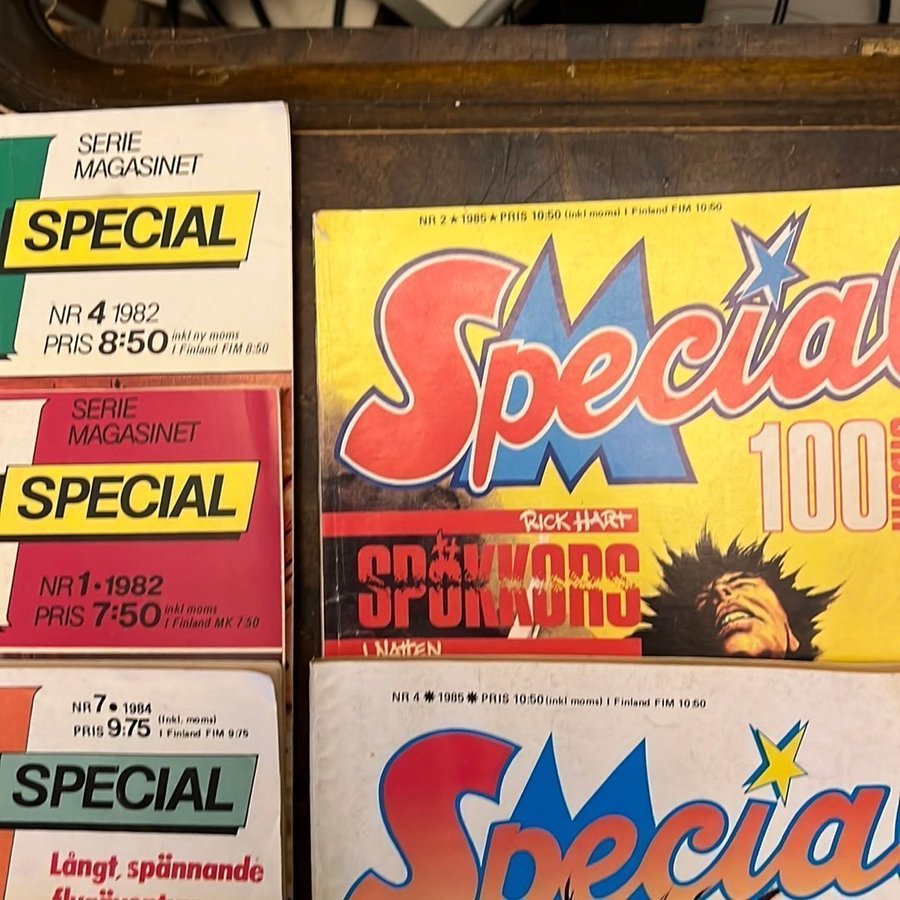 SERIE
MAGASINET
SPECIAL
NR 4 1982
PRIS 8:50 inkl ny moms
I Finland FIM 8:50
SERIE
MAGASINET
SPECIAL
NR 1 • 1982
PRIS 7:50 inkl moms
I Finland MK 7.50
NR 7 • 1984
PRIS 9:75 (Inkl. moms)
I Finland FIM 9/75
SPECIAL
Långt, spännande
NR 2 ★ 1985 ★ PRIS 10:50 (inkl moms) I Finland FIM 10:50
M
Special
100
RICK HART
SPÖKKORS
I NATTEN
NR 4 ✷ 1985 ✷ PRIS 10:50 (inkl moms) I Finland FIM 10:50
M
Special